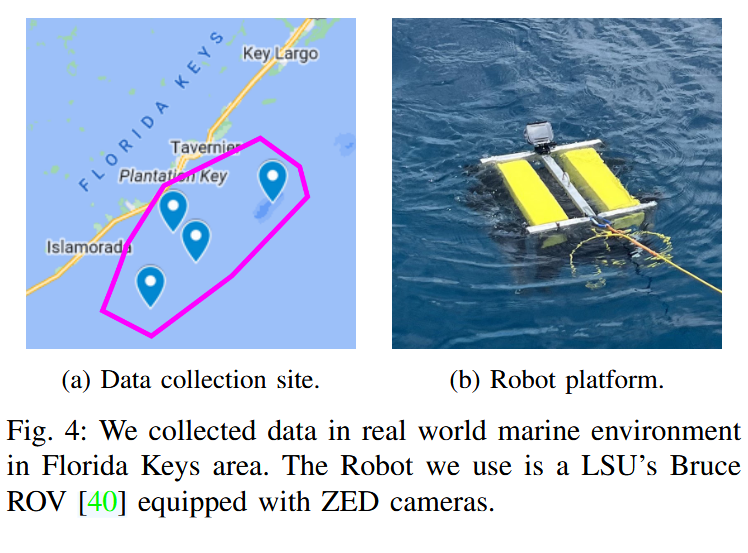 Key Largo
FLORIDA KEYS
Tavernier
Plantation Key
Islamorada
(a) Data collection site.
(b) Robot platform.
Fig. 4: We collected data in real world marine environment
in Florida Keys area. The Robot we use is a LSU's Bruce
ROV [40] equipped with ZED cameras.